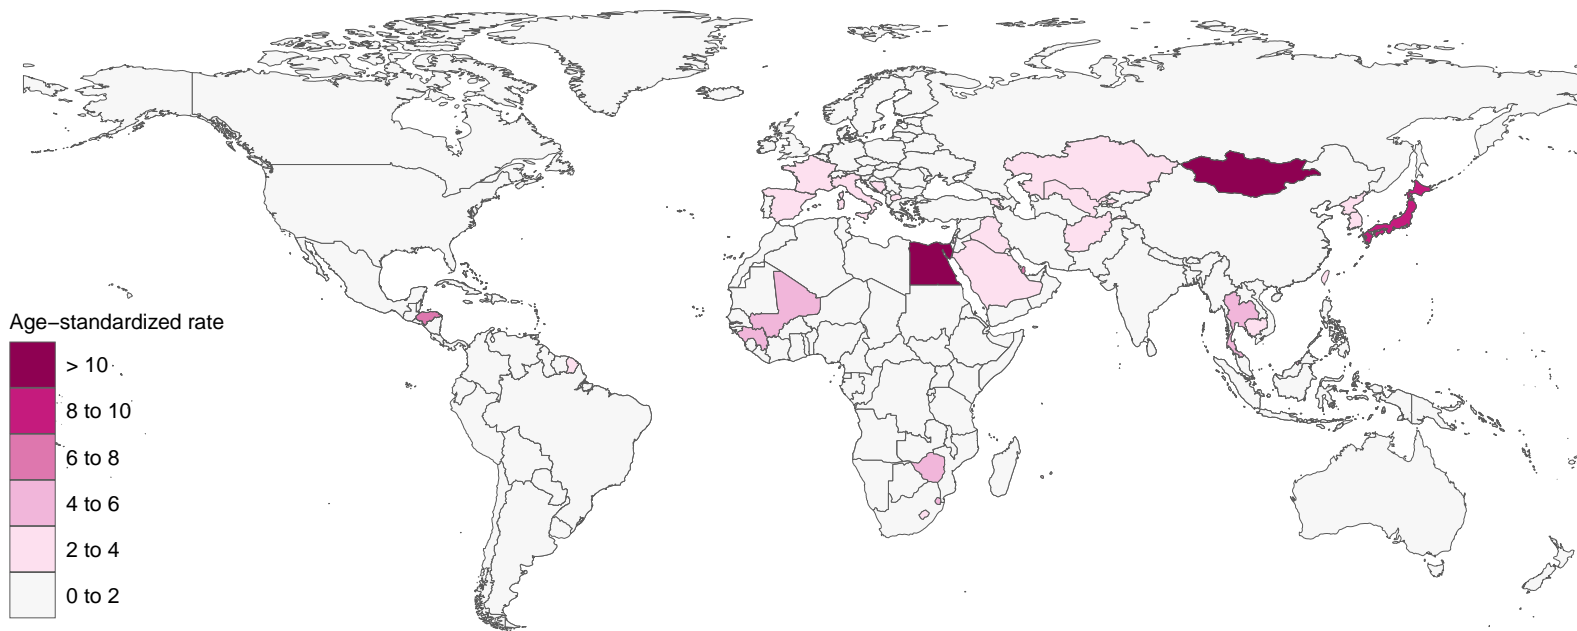 Age−standardized rate
> 10
8 to 10
6 to 8
4 to 6
2 to 4
0 to 2